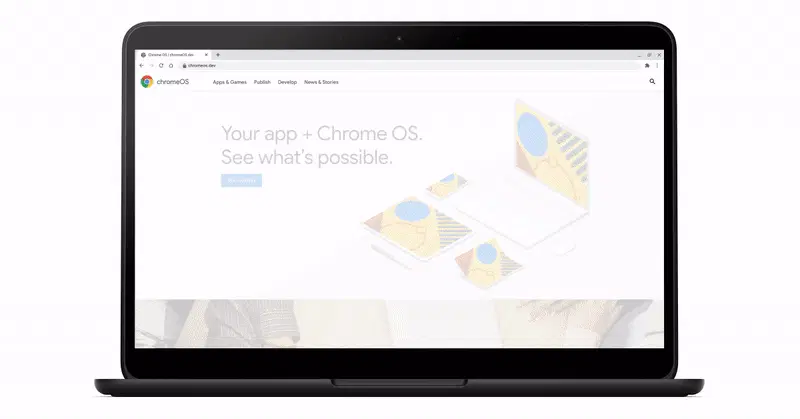 Chrome OS | chromeOS.dev
chromeos.dev
chromeOS
Apps & Games Publish Develop News & Stories
Your app + Chrome OS.
See what's possible.